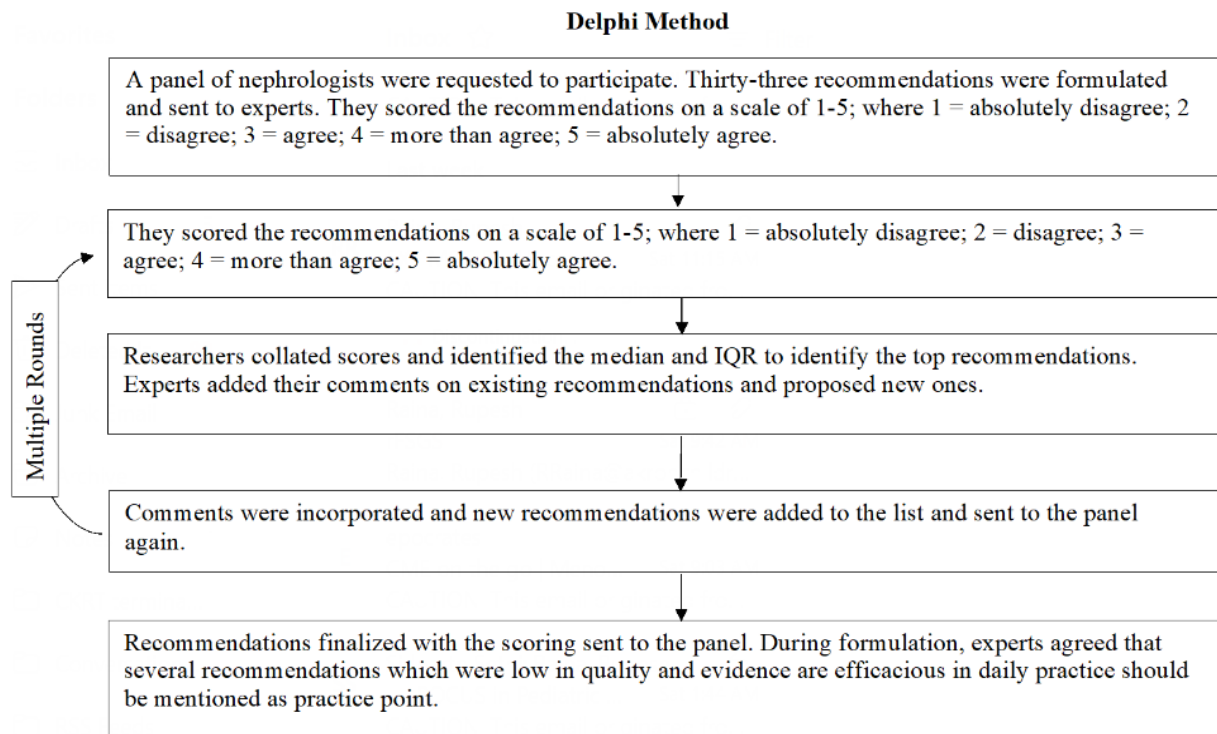 Delphi Method
A panel of nephrologists were requested to participate. Thirty-three recommendations were formulated
and sent to experts. They scored the recommendations on a scale of 1-5; where 1 = absolutely disagree; 2
= disagree; 3 = agree; 4 = more than agree; 5 = absolutely agree.
They scored the recommendations on a scale of 1-5; where 1 = absolutely disagree; 2 = disagree; 3 =
agree; 4 = more than agree; 5 = absolutely agree.
Multiple Rounds
Researchers collated scores and identified the median and IQR to identify the top recommendations.
Experts added their comments on existing recommendations and proposed new ones.
Comments were incorporated and new recommendations were added to the list and sent to the panel
again.
Recommendations finalized with the scoring sent to the panel. During formulation, experts agreed that
several recommendations which were low in quality and evidence are efficacious in daily practice should
be mentioned as practice point.